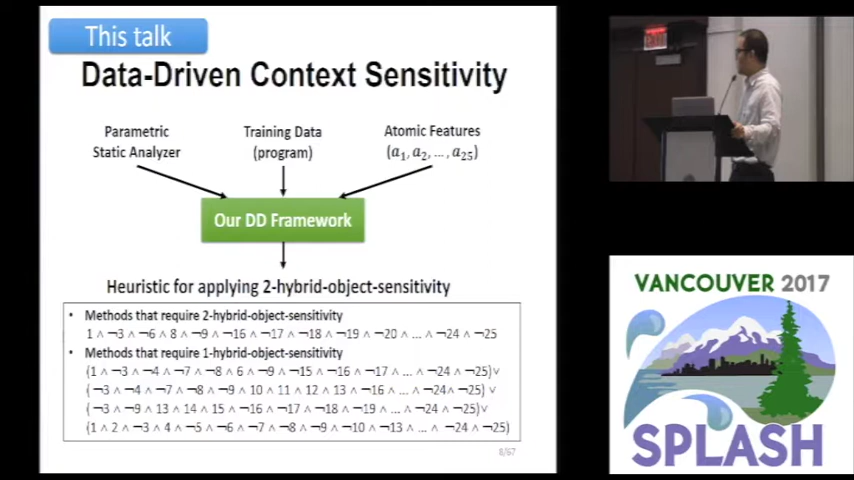 This talk
Data-Driven Context Sensitivity
Parametric
Static Analyzer
Training Data
(program)
Atomic Features
(a₁, a₂, ... , a₂₅)
Our DD Framework
Heuristic for applying 2-hybrid-object-sensitivity
• Methods that require 2-hybrid-object-sensitivity
1 ∧ ¬3 ∧ ¬6 ∧ 8 ∧ ¬9 ∧ ¬16 ∧ ¬17 ∧ ¬18 ∧ ¬19 ∧ ¬20 ∧ ... ∧ ¬24 ∧ ¬25
• Methods that require 1-hybrid-object-sensitivity
(1 ∧ ¬3 ∧ ¬4 ∧ ¬7 ∧ ¬8 ∧ 6 ∧ ¬9 ∧ ¬15 ∧ ¬16 ∧ ¬17 ∧ ... ∧ ¬24 ∧ ¬25)∨
(¬3 ∧ ¬4 ∧ ¬7 ∧ ¬8 ∧ ¬9 ∧ 10 ∧ 11 ∧ 12 ∧ 13 ∧ ¬16 ∧ ... ∧ ¬24∧ ¬25) ∨
(¬3 ∧ ¬9 ∧ 13 ∧ 14 ∧ 15 ∧ ¬16 ∧ ¬17 ∧ ¬18 ∧ ¬19 ∧ ... ∧ ¬24 ∧ ¬25)∨
(1 ∧ 2 ∧ ¬3 ∧ 4 ∧ ¬5 ∧ ¬6 ∧ ¬7 ∧ ¬8 ∧ ¬9 ∧ ¬10 ∧ ¬13 ∧ ... ∧ ¬24 ∧ ¬25)
8/67
EXIT
VANCOUVER 2017
SPLASH